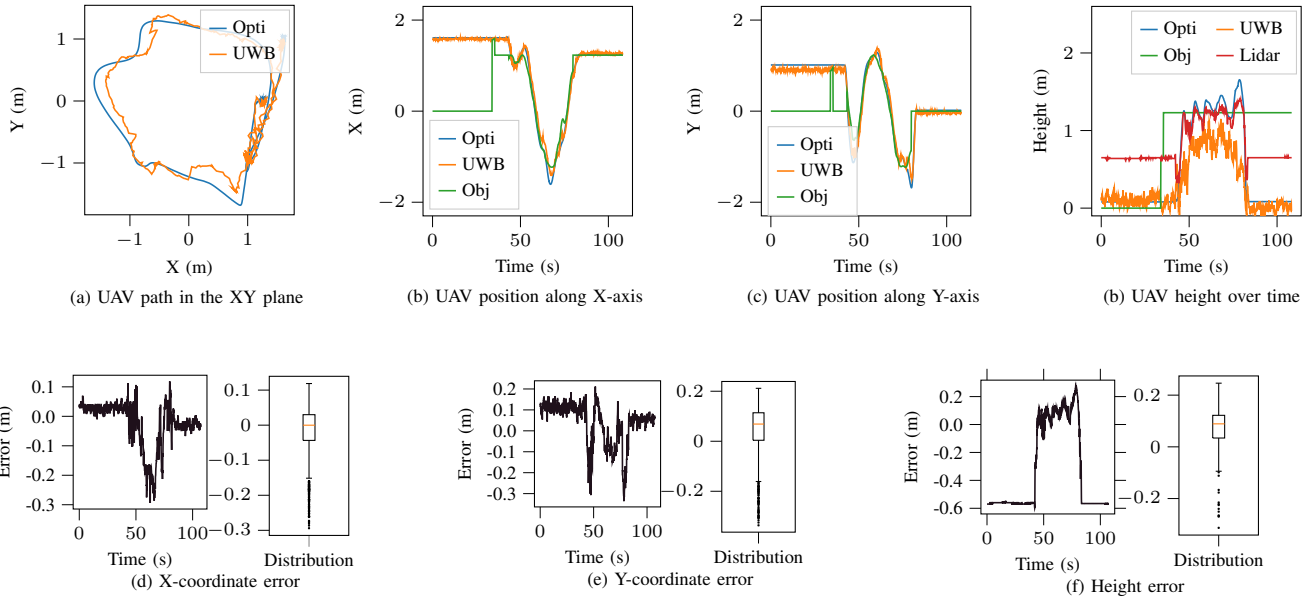 Opti
UWB
1
0
−1
Y (m)
−1
0
1
X (m)
(a) UAV path in the XY plane
2
0
−2
X (m)
Opti
UWB
Obj
0
50
100
Time (s)
(b) UAV position along X-axis
2
0
−2
Y (m)
Opti
UWB
Obj
0
50
100
Time (s)
(c) UAV position along Y-axis
Opti
UWB
Obj
Lidar
2
1
0
Height (m)
0
50
100
Time (s)
(b) UAV height over time
0.1
0.0
-0.1
-0.2
-0.3
Error (m)
0
50
100
Time (s)
0.1
0
−0.1
−0.2
−0.3
Distribution
(d) X-coordinate error
0.2
0.1
0.0
-0.1
-0.2
-0.3
Error (m)
0
50
100
Time (s)
0.2
0
−0.2
Distribution
(e) Y-coordinate error
0.2
0.0
-0.2
-0.4
-0.6
Error (m)
0
50
100
Time (s)
0.2
0
−0.2
Distribution
(f) Height error